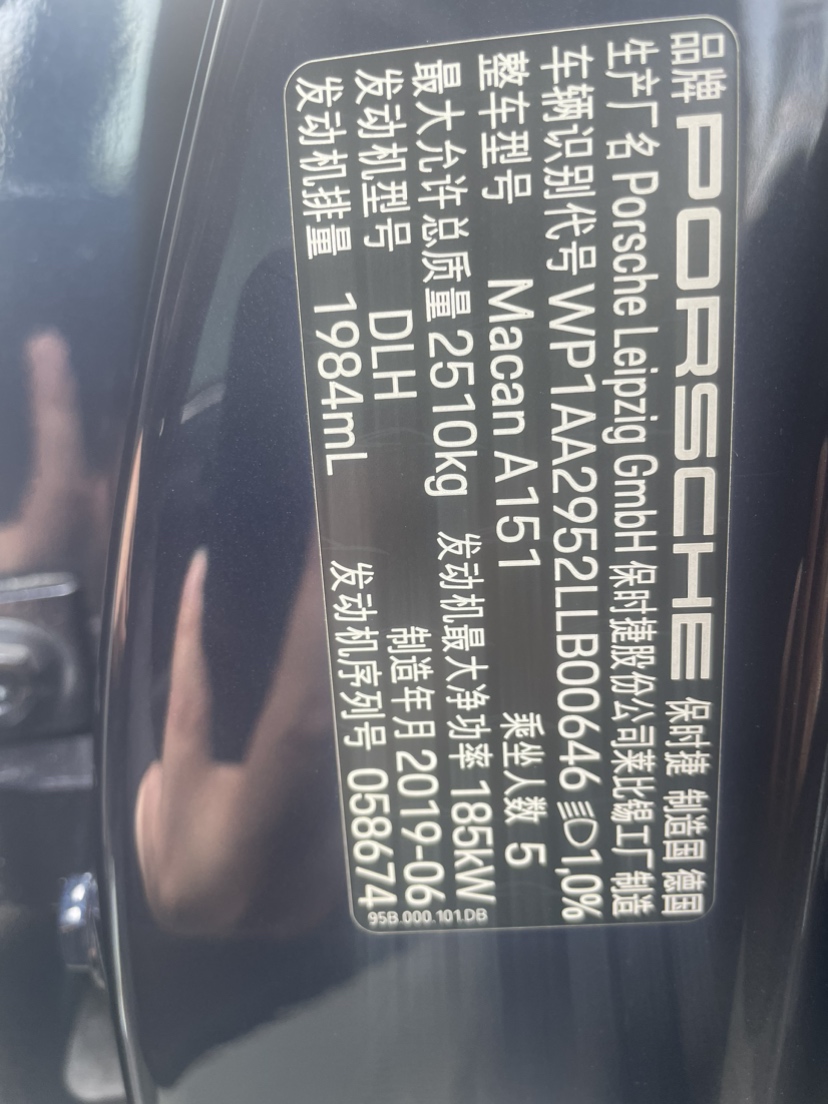 品牌 PORSCHE 保时捷 制造国 德国
生产厂名 Porsche Leipzig GmbH 保时捷股份公司莱比锡工厂制造
车辆识别代号 WP1AA2952LLB00646 1,0%
整车型号 Macan A151 乘坐人数 5
最大允许总质量 2510kg 发动机最大净功率 185kW
发动机型号 DLH 制造年月 2019-06
发动机排量 1984mL 发动机序列号 058674
95B.000.101.DB